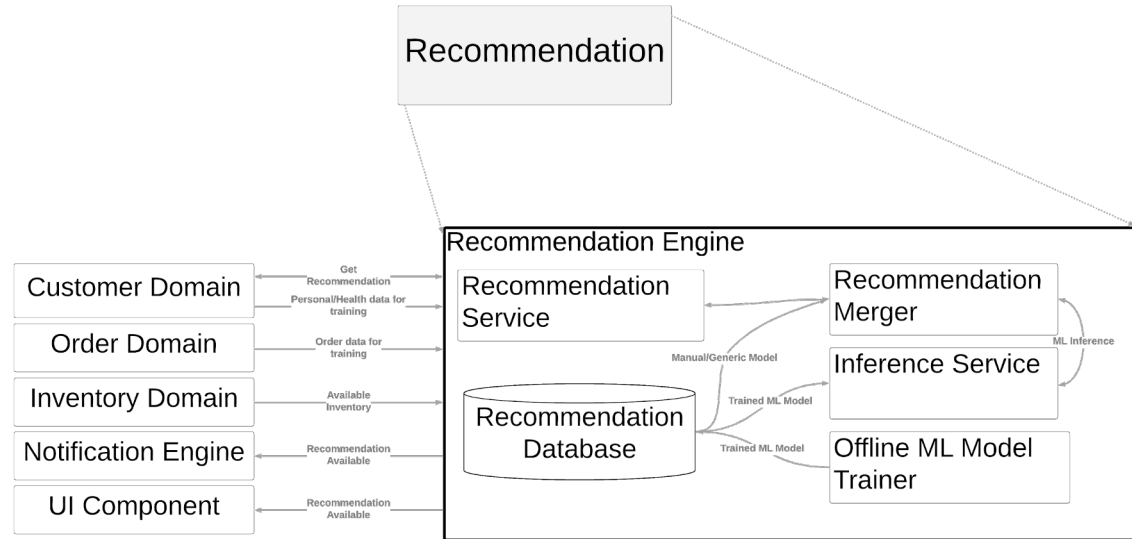 Recommendation
Recommendation Engine
Customer Domain
Get
Recommendation
Personal/Health data for
training
Order Domain
Order data for
training
Inventory Domain
Available
Inventory
Notification Engine
Recommendation
Available
UI Component
Recommendation
Available
Recommendation
Service
Recommendation
Merger
ML Inference
Manual/Generic Model
Inference Service
Trained ML Model
Recommendation
Database
Trained ML Model
Offline ML Model
Trainer